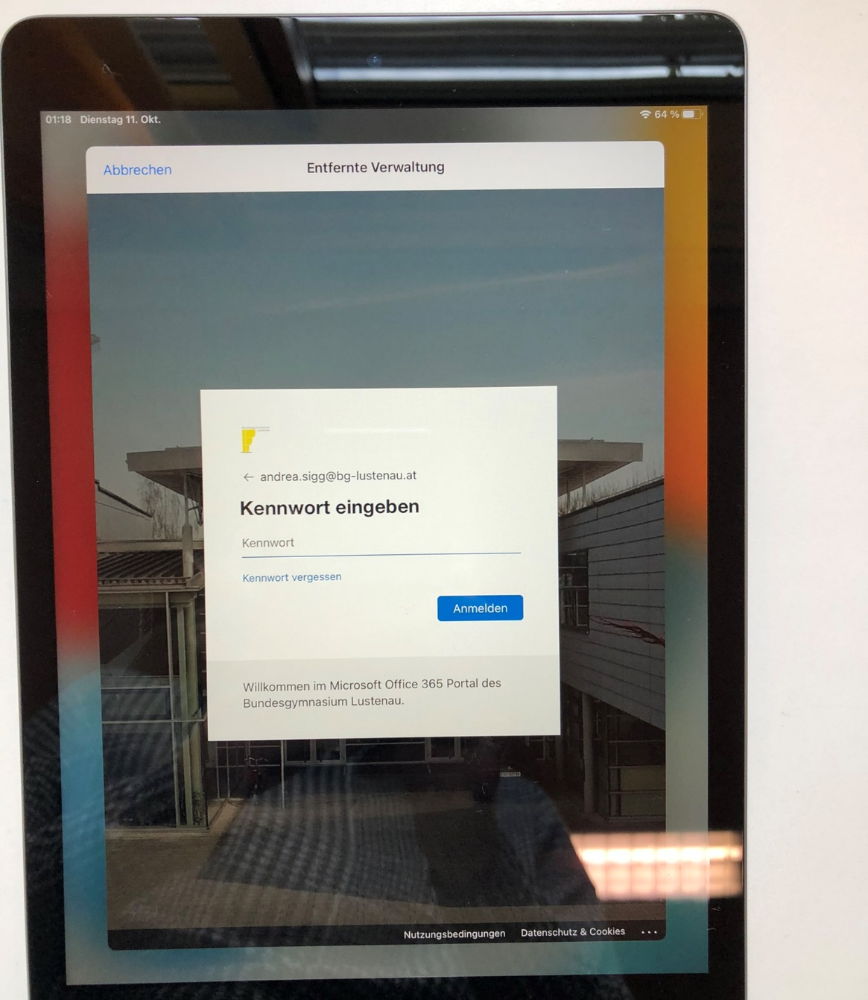 01:18 Dienstag 11. Okt. 64 %
Abbrechen Entfernte Verwaltung
← andrea.sigg@bg-lustenau.at
Kennwort eingeben
Kennwort
Kennwort vergessen
Anmelden
Willkommen im Microsoft Office 365 Portal des
Bundesgymnasium Lustenau.
Nutzungsbedingungen Datenschutz & Cookies ...